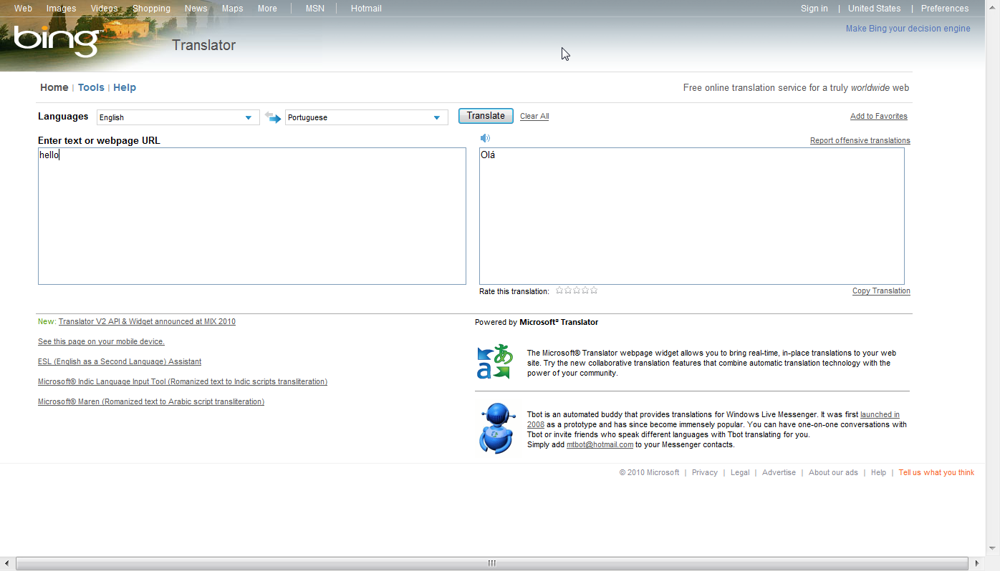 Web Images Videos Shopping News Maps More | MSN | Hotmail Sign in | United States | Preferences
bing™ Translator
Make Bing your decision engine
Home | Tools | Help Free online translation service for a truly worldwide web
Languages English Portuguese Translate Clear All Add to Favorites
Enter text or webpage URL Report offensive translations
hello Olá
Rate this translation: Copy Translation
New: Translator V2 API & Widget announced at MIX 2010
See this page on your mobile device.
ESL (English as a Second Language) Assistant
Microsoft® Indic Language Input Tool (Romanized text to Indic scripts transliteration)
Microsoft® Maren (Romanized text to Arabic script transliteration)
Powered by Microsoft® Translator
あ
a
The Microsoft® Translator webpage widget allows you to bring real-time, in-place translations to your web
site. Try the new collaborative translation features that combine automatic translation technology with the
power of your community.
Tbot is an automated buddy that provides translations for Windows Live Messenger. It was first launched in
2008 as a prototype and has since become immensely popular. You can have one-on-one conversations with
Tbot or invite friends who speak different languages with Tbot translating for you.
Simply add mtbot@hotmail.com to your Messenger contacts.
© 2010 Microsoft | Privacy | Legal | Advertise | About our ads | Help | Tell us what you think